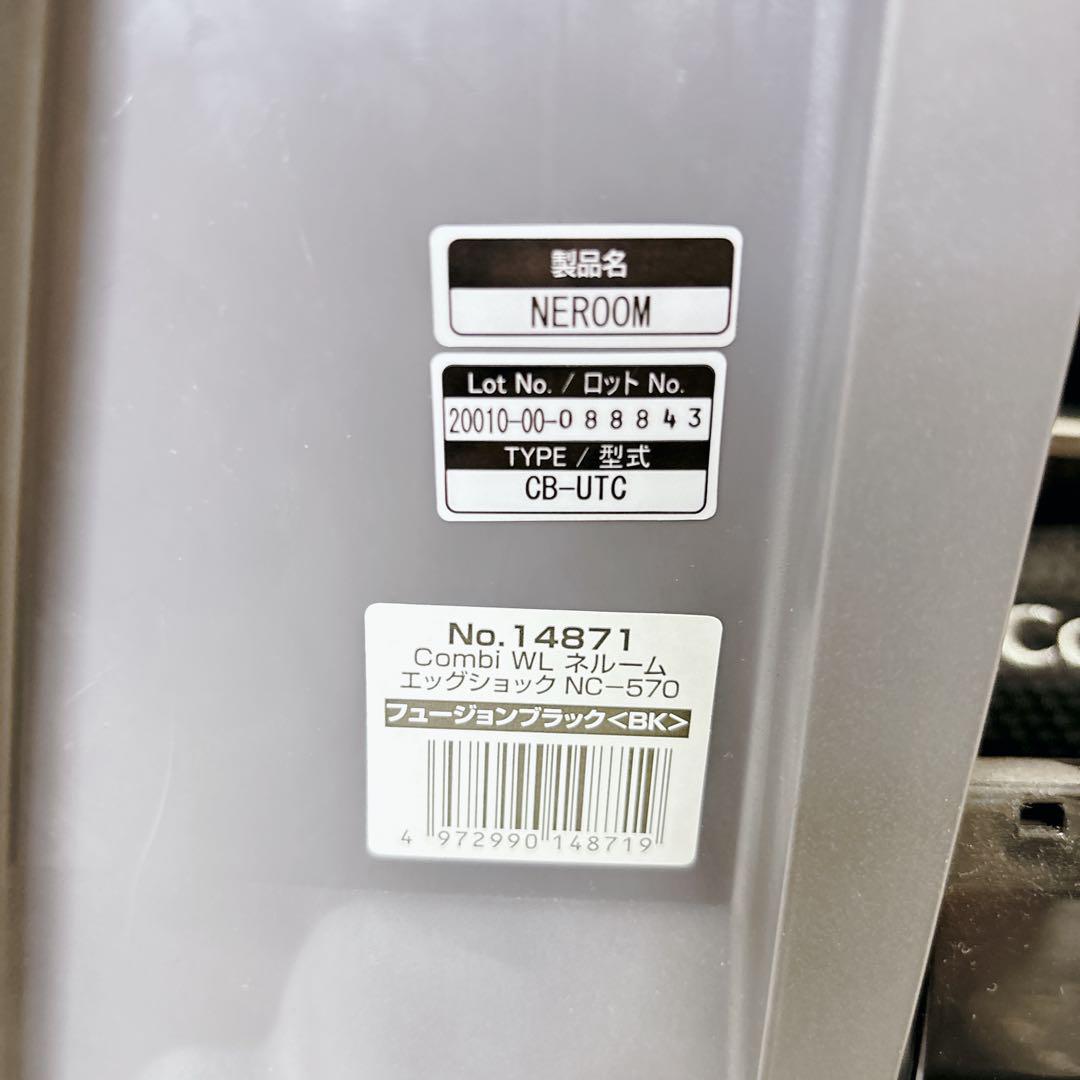 製品名
NEROOM
Lot No. / ロット No.
20010-00-088843
TYPE / 型式
CB-UTC
No.14871
Combi WL ネルーム
エッグショック NC-570
フュージョンブラック<BK>
4 972990 148719